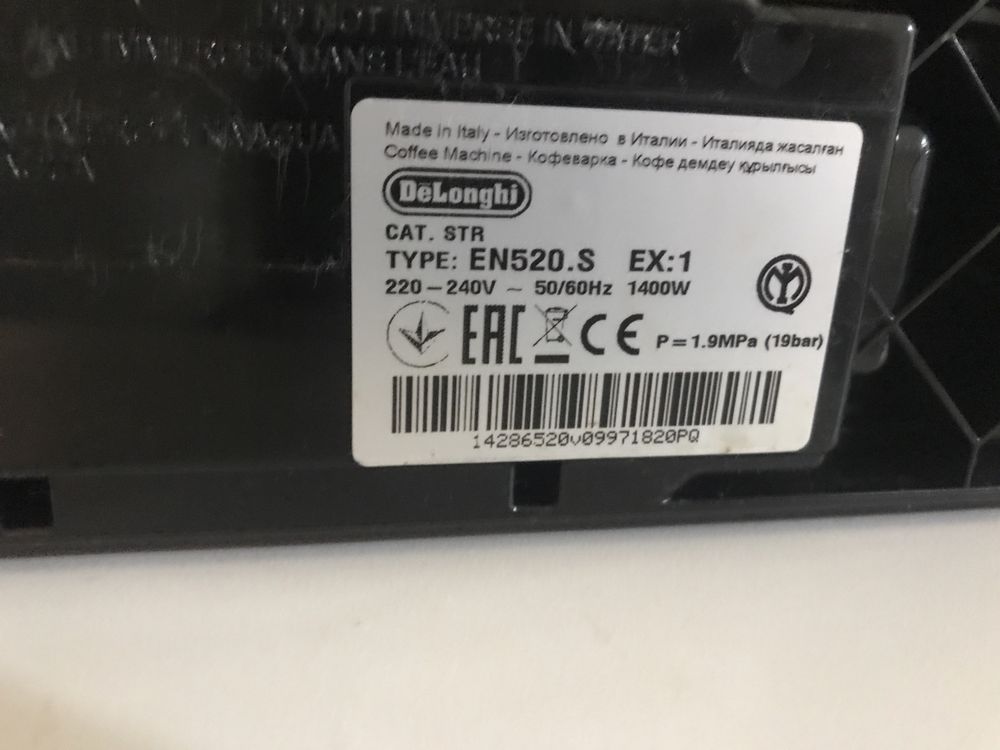 DO NOT IMMERSE IN WATER
Made in Italy - Изготовлено в Италии - Италияда жасалған
Coffee Machine - Кофеварка - Кофе демдеу құрылғысы
DeLonghi
CAT. STR
TYPE: EN520.S EX:1
220 – 240V ~ 50/60Hz 1400W
EAC CE P = 1.9MPa (19bar)
14286520v09971820PQ